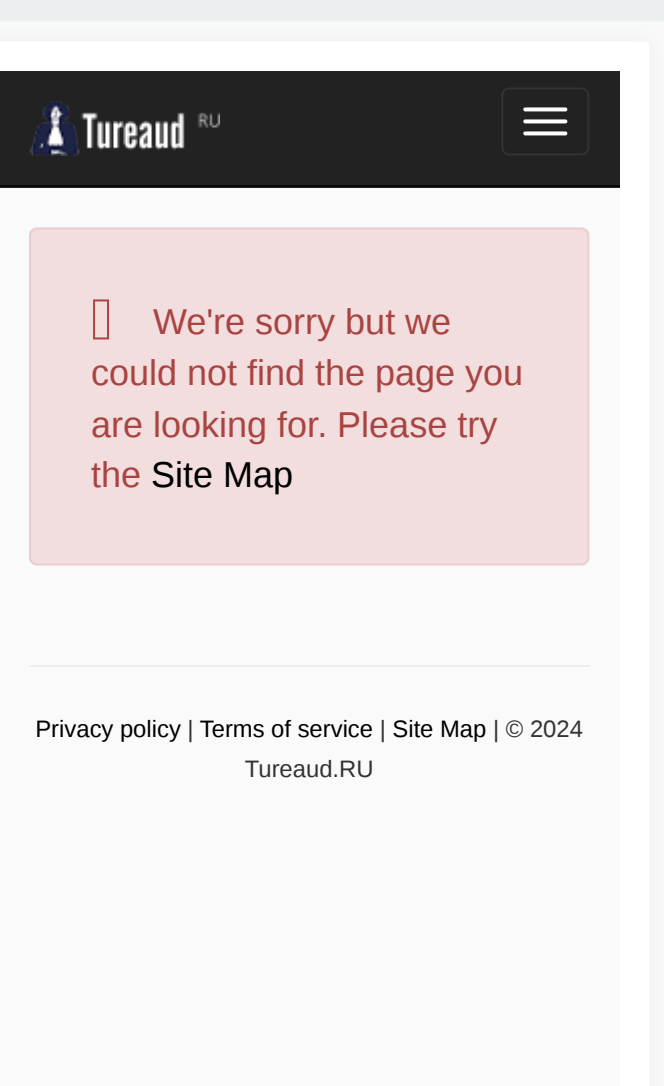 Tureaud RU
We're sorry but we
could not find the page you
are looking for. Please try
the Site Map
Privacy policy | Terms of service | Site Map | © 2024
Tureaud.RU